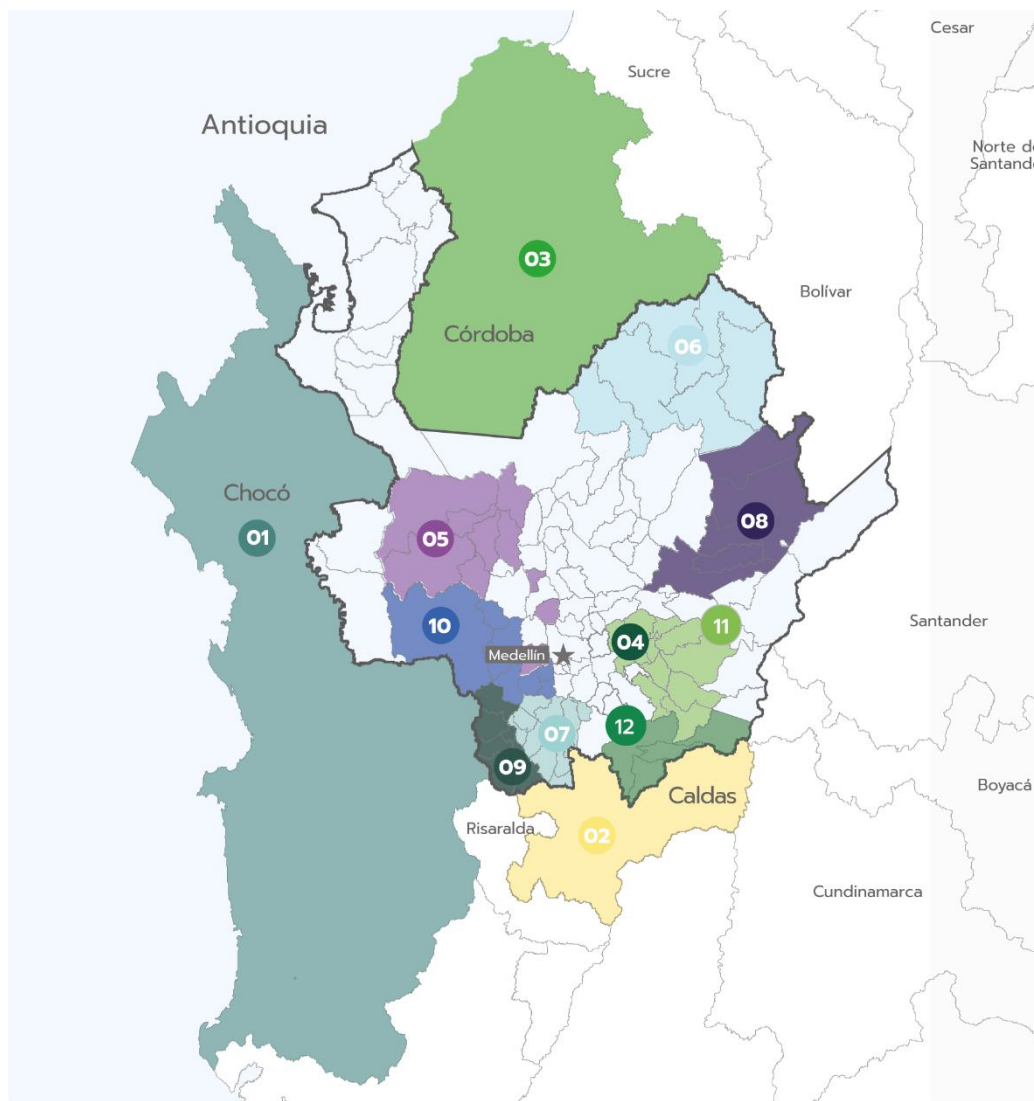 Cesar
Sucre
Antioquia
Norte de
Santande
03
Bolívar
Córdoba
06
Chocó
01
05
08
10
11
04
Santander
Medellín
12
07
09
Caldas
Boyacá
Risaralda
02
Cundinamarca